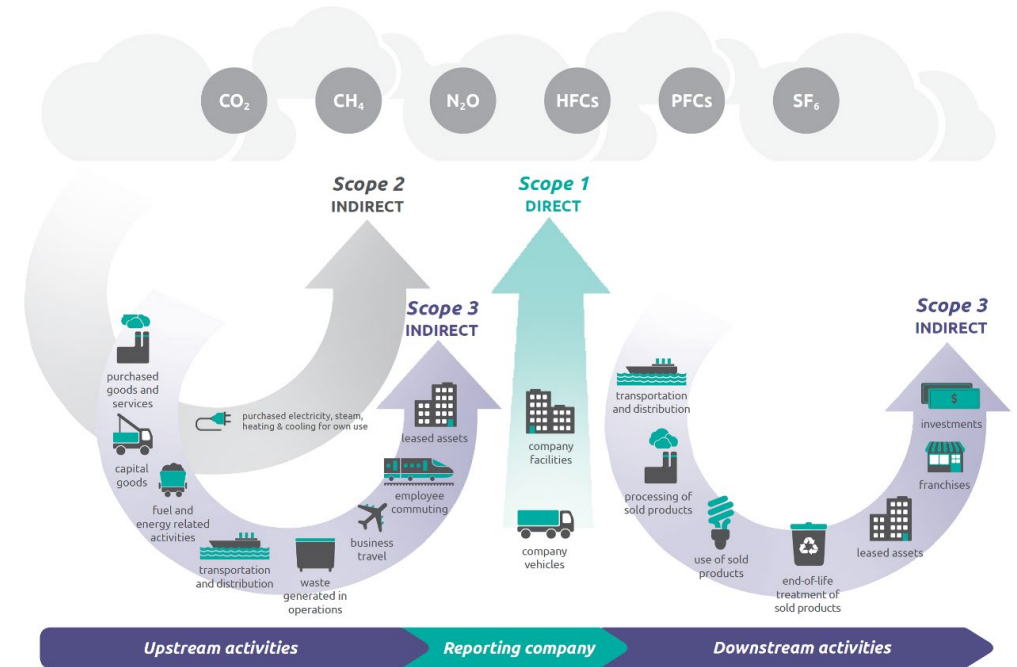 CO₂
CH₄
N₂O
HFCs
PFCs
SF₆
Scope 2
INDIRECT
Scope 1
DIRECT
Scope 3
INDIRECT
Scope 3
INDIRECT
purchased
goods and
services
capital
goods
fuel and
energy related
activities
purchased electricity, steam,
heating & cooling for own use
transportation
and distribution
waste
generated in
operations
business
travel
employee
commuting
leased assets
company
facilities
company
vehicles
transportation
and distribution
processing of
sold products
use of sold
products
end-of-life
treatment of
sold products
leased assets
franchises
$
investments
Upstream activities
Reporting company
Downstream activities